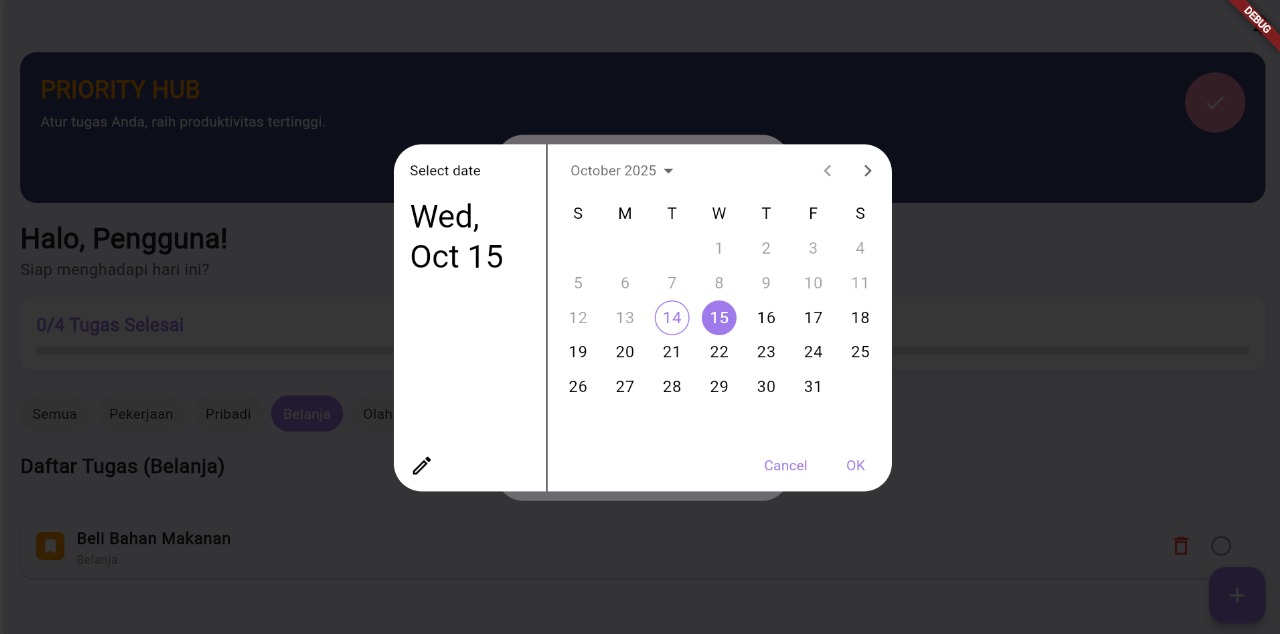 DEBUG
PRIORITY HUB
Atur tugas Anda, raih produktivitas tertinggi.
Halo, Pengguna!
Siap menghadapi hari ini?
0/4 Tugas Selesai
Semua Pekerjaan Pribadi Belanja Olah
Daftar Tugas (Belanja)
Beli Bahan Makanan
Belanja
Select date
Wed,
Oct 15
October 2025
S M T W T F S
1 2 3 4
5 6 7 8 9 10 11
12 13 14 15 16 17 18
19 20 21 22 23 24 25
26 27 28 29 30 31
Cancel OK